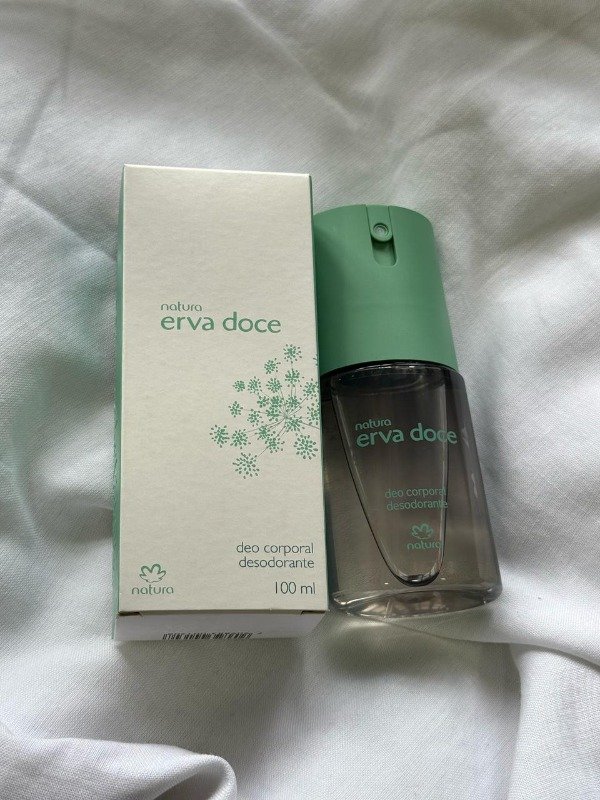 natura
erva doce
deo corporal
desodorante
100 ml
natura
natura
erva doce
deo corporal
desodorante
natura